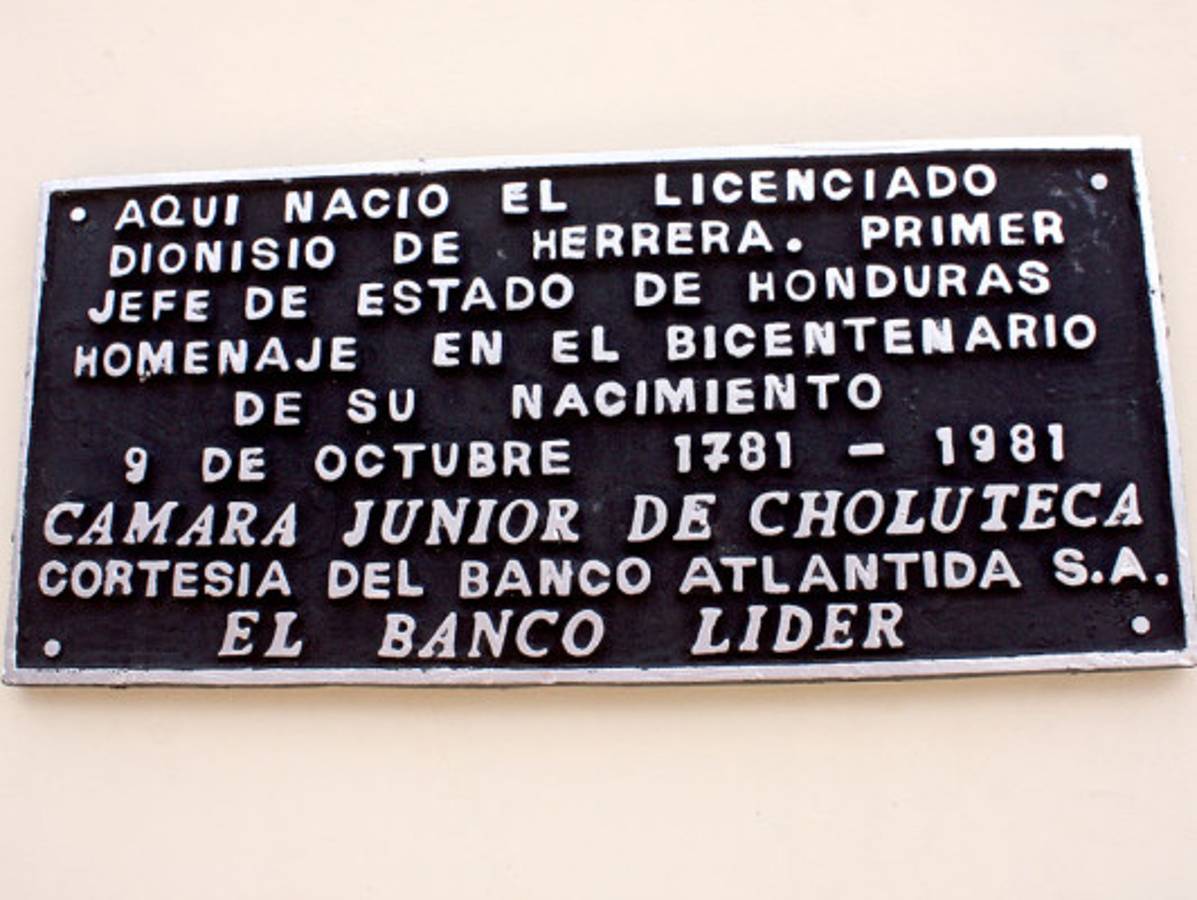 AQUI NACIO EL LICENCIADO
DIONISIO DE HERRERA. PRIMER
JEFE DE ESTADO DE HONDURAS
HOMENAJE EN EL BICENTENARIO
DE SU NACIMIENTO
9 DE OCTUBRE 1781 - 1981
CAMARA JUNIOR DE CHOLUTECA
CORTESIA DEL BANCO ATLANTIDA S.A.
EL BANCO LIDER